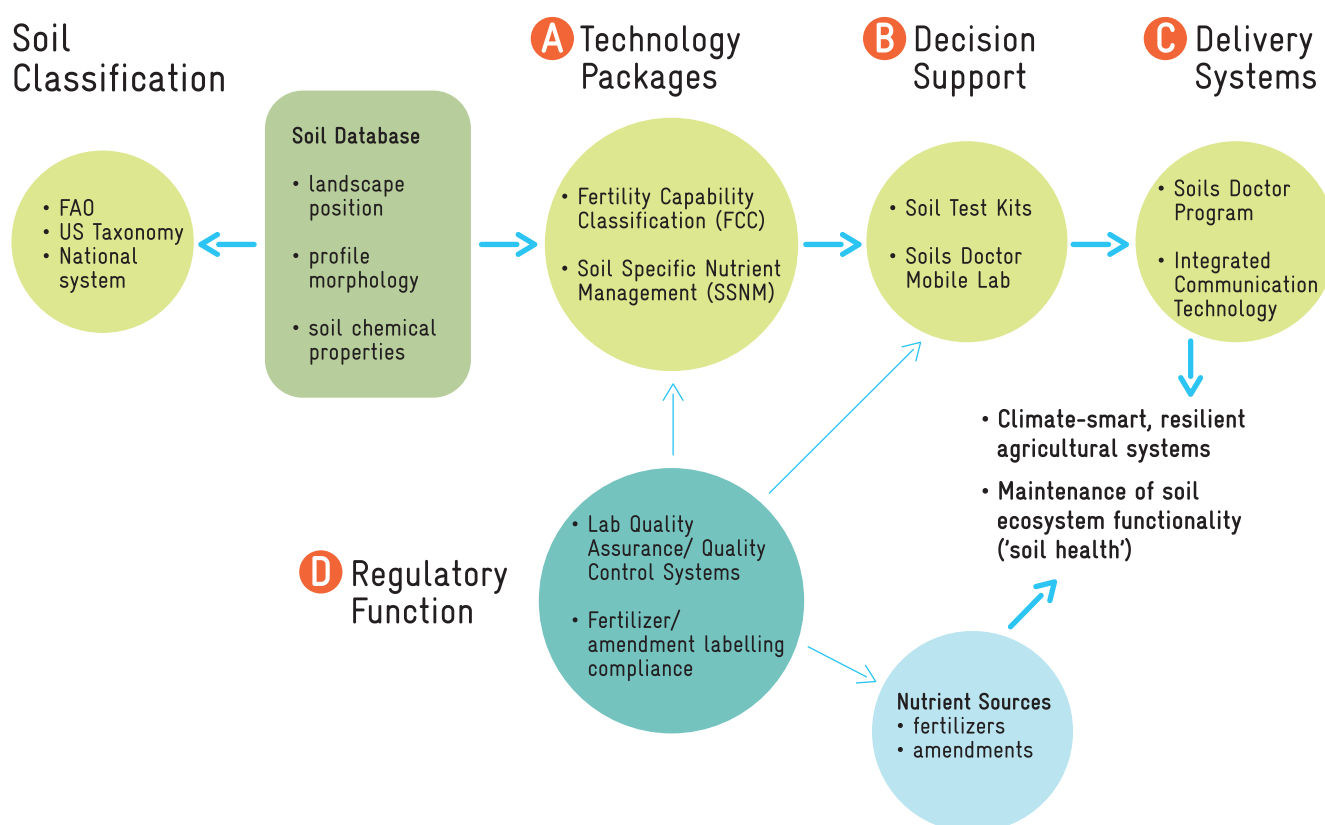 Soil
Classification
A Technology
Packages
B Decision
Support
C Delivery
Systems
• FAO
• US Taxonomy
• National
system
Soil Database
• landscape
position
• profile
morphology
• soil chemical
properties
• Fertility Capability
Classification (FCC)
• Soil Specific Nutrient
Management (SSNM)
• Soil Test Kits
• Soils Doctor
Mobile Lab
• Soils Doctor
Program
• Integrated
Communication
Technology
• Climate-smart, resilient
agricultural systems
• Maintenance of soil
ecosystem functionality
('soil health')
D Regulatory
Function
• Lab Quality
Assurance/ Quality
Control Systems
• Fertilizer/
amendment labelling
compliance
Nutrient Sources
• fertilizers
• amendments